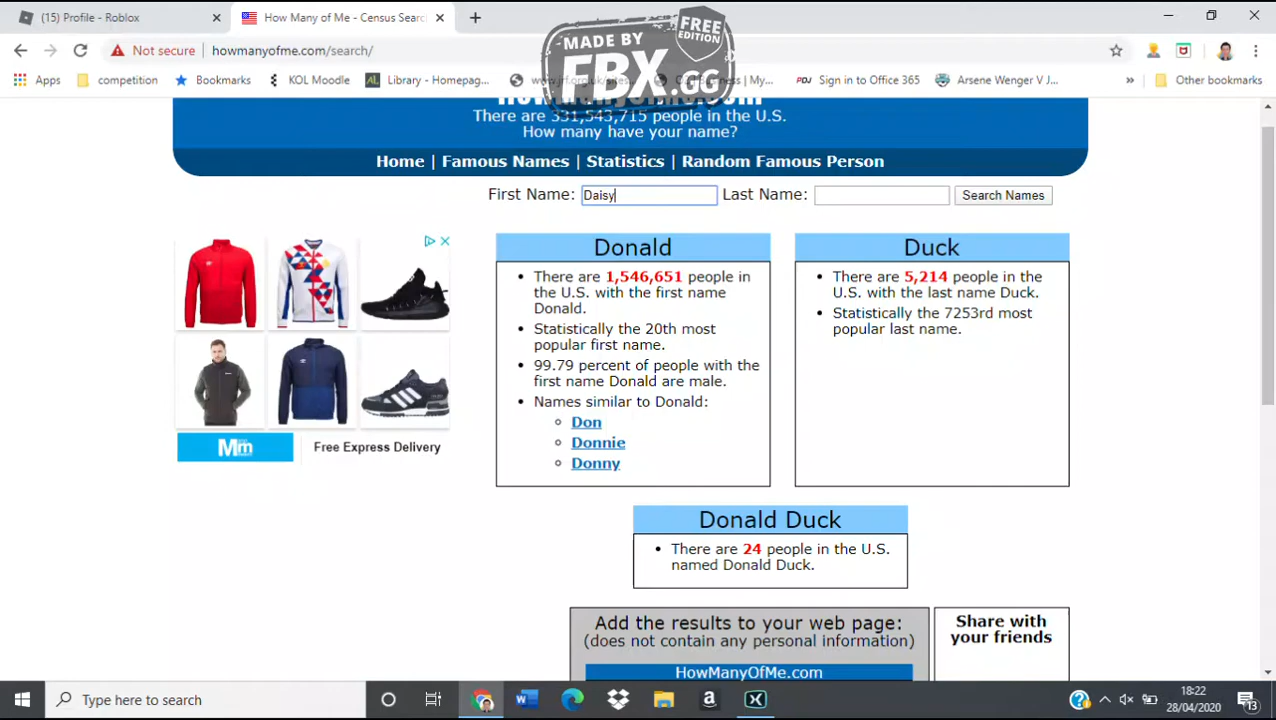 (15) Profile - Roblox
How Many of Me - Census Searc
Not secure
howmanyofme.com/search/
MADE BY
FBX.GG
FREE
EDITION
Apps
competition
Bookmarks
KOL Moodle
Library - Homepag...
www.jrf.org.uk/sites...
Sign in to Office 365
Arsene Wenger V J...
Other bookmarks
There are 331,543,715 people in the U.S.
How many have your name?
Home | Famous Names | Statistics | Random Famous Person
First Name: Daisy Last Name: Search Names
Donald
There are 1,546,651 people in
the U.S. with the first name
Donald.
Statistically the 20th most
popular first name.
99.79 percent of people with the
first name Donald are male.
Names similar to Donald:
Don
Donnie
Donny
Duck
There are 5,214 people in the
U.S. with the last name Duck.
Statistically the 7253rd most
popular last name.
Mm
Free Express Delivery
Donald Duck
There are 24 people in the U.S.
named Donald Duck.
Add the results to your web page:
(does not contain any personal information)
HowManyOfMe.com
Share with
your friends
Type here to search
18:22
28/04/2020
13